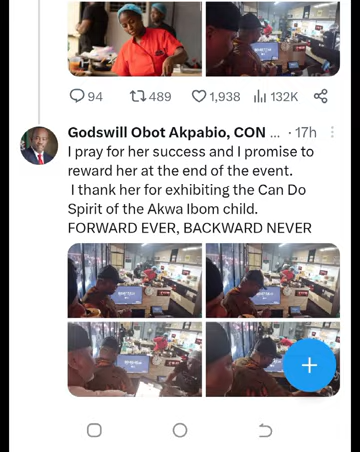 94 489 1,938 132K
Godswill Obot Akpabio, CON ... · 17h
I pray for her success and I promise to
reward her at the end of the event.
I thank her for exhibiting the Can Do
Spirit of the Akwa Ibom child.
FORWARD EVER, BACKWARD NEVER